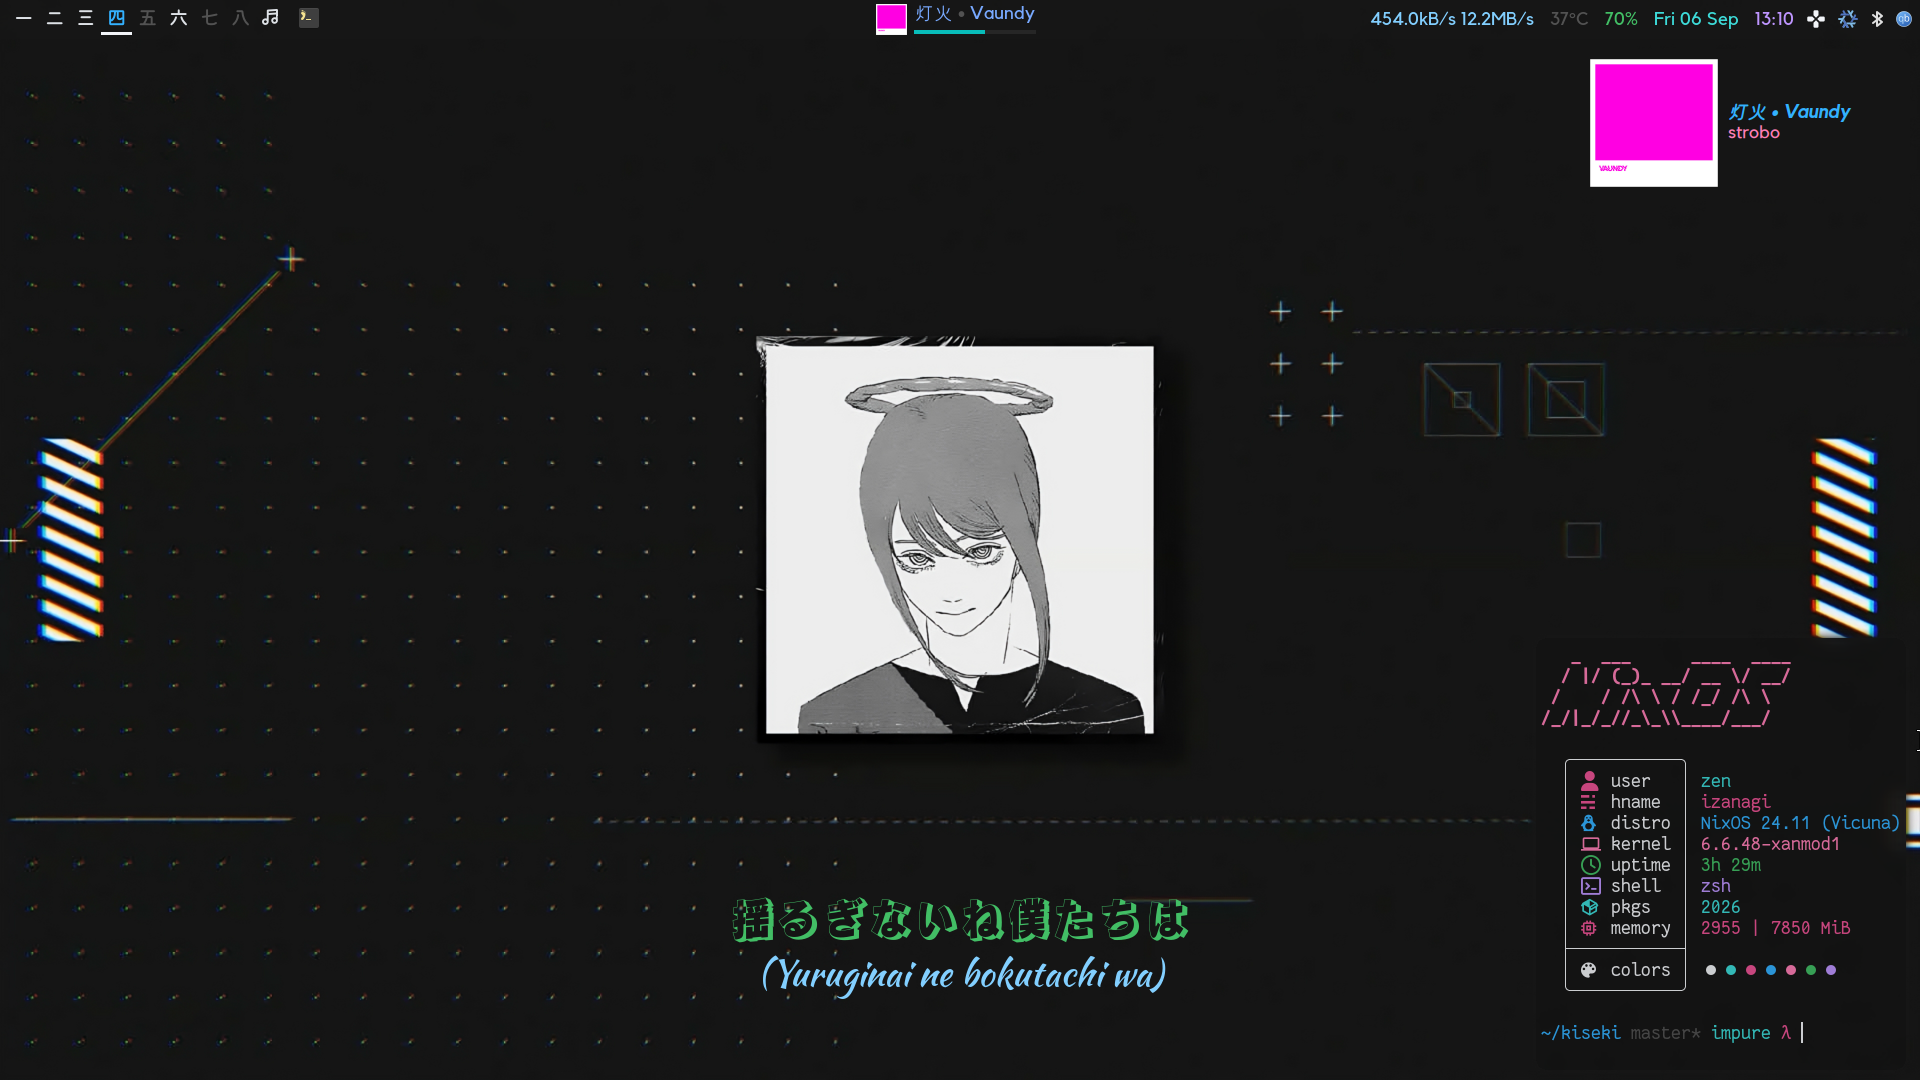 一 二 三 四 五 六 七 八
灯火 • Vaundy
454.0kB/s 12.2MB/s 37°C 70% Fri 06 Sep 13:10
qb
灯火 • Vaundy
strobo
VAUNDY
揺るぎないね僕たちは
(Yuruginai ne bokutachi wa)
user zen
hname izanagi
distro NixOS 24.11 (Vicuna)
kernel 6.6.48-xanmod1
uptime 3h 29m
shell zsh
pkgs 2026
memory 2955 | 7850 MiB
colors
~/kiseki master* impure λ